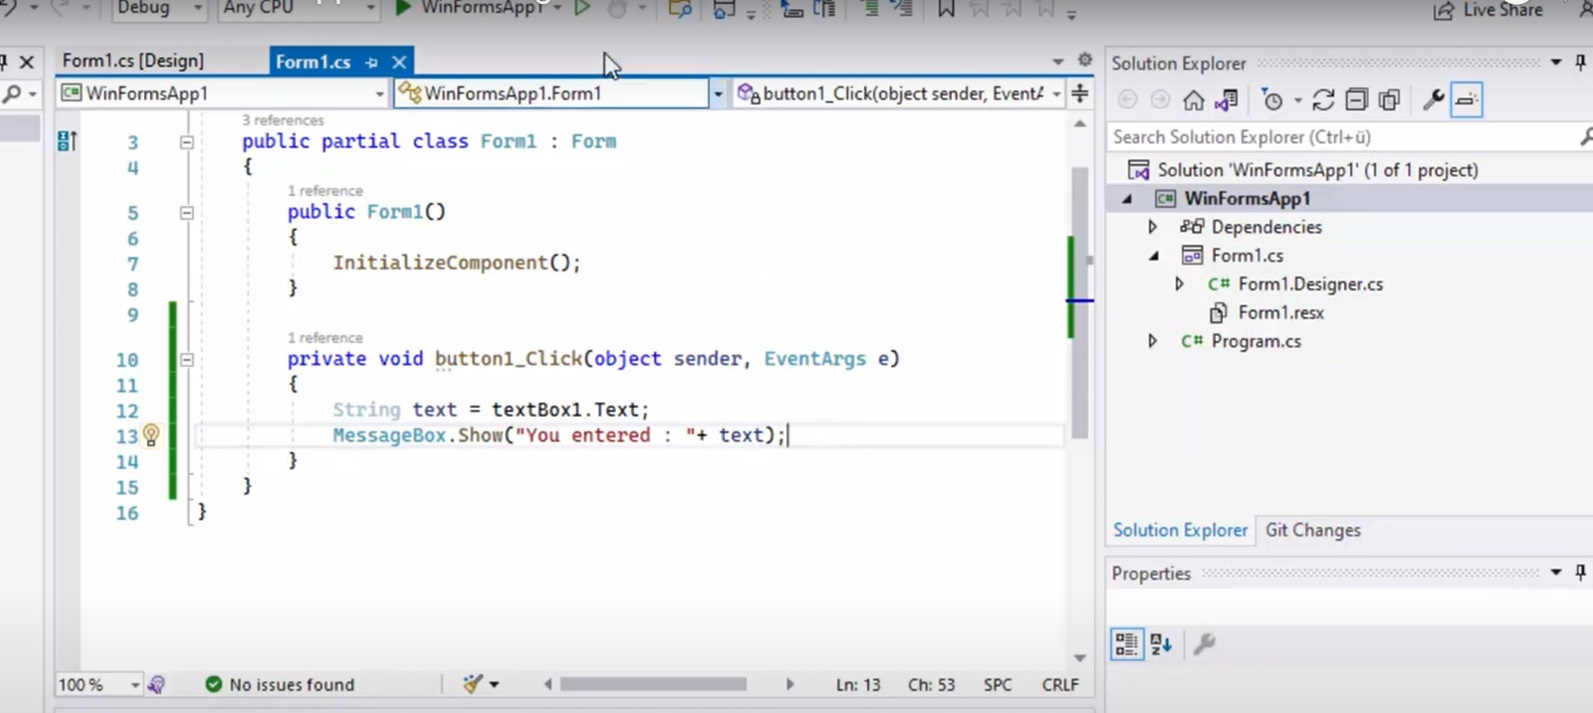 Debug
Any CPU
WinFormsApp1
Live Share
Form1.cs [Design]
Form1.cs
WinFormsApp1
WinFormsApp1.Form1
button1_Click(object sender, EventA
3 references
3 public partial class Form1 : Form
4 {
1 reference
5 public Form1()
6 {
7 InitializeComponent();
8 }
9
1 reference
10 private void button1_Click(object sender, EventArgs e)
11 {
12 String text = textBox1.Text;
13 MessageBox.Show("You entered : "+ text);
14 }
15 }
16 }
100 %
No issues found
Ln: 13 Ch: 53 SPC CRLF
Solution Explorer
Search Solution Explorer (Ctrl+ü)
Solution 'WinFormsApp1' (1 of 1 project)
C# WinFormsApp1
Dependencies
Form1.cs
C# Form1.Designer.cs
Form1.resx
C# Program.cs
Solution Explorer Git Changes
Properties